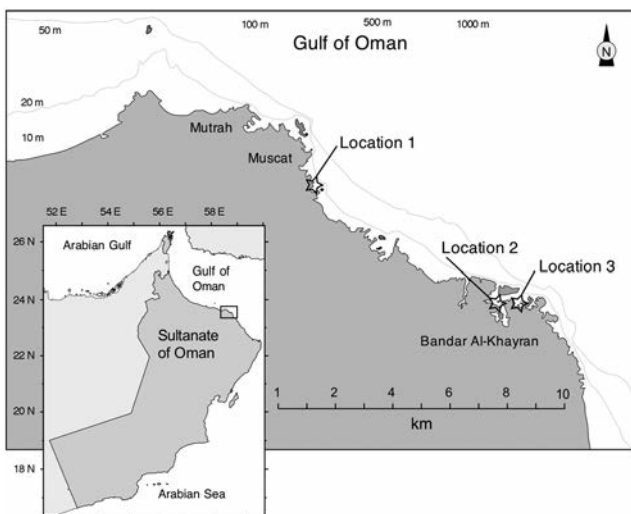 50 m
100 m
500 m
1000 m
Gulf of Oman
N
20 m
10 m
Mutrah
Muscat
Location 1
Location 2
Location 3
Bandar Al-Khayran
1 2 4 6 8 10
km
52 E 54 E 56 E 58 E
26 N
24 N
22 N
20 N
18 N
Arabian Gulf
Gulf of
Oman
Sultanate
of Oman
Arabian Sea